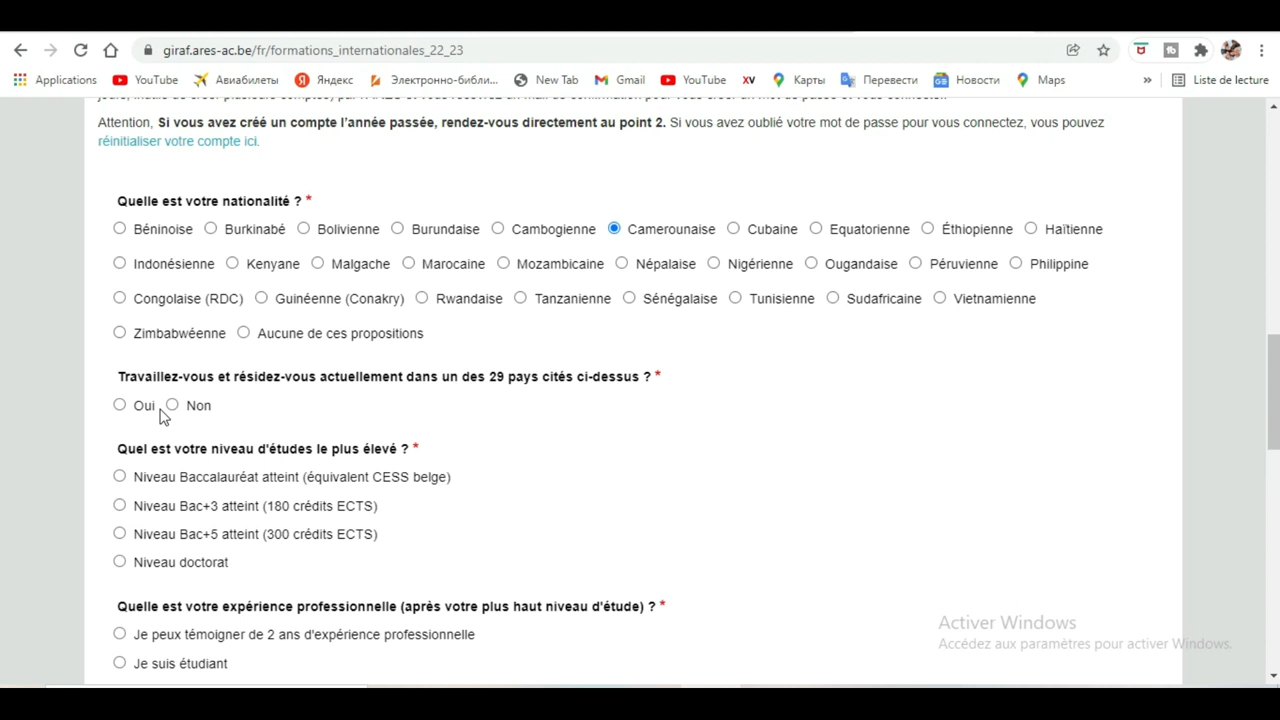 giraf.ares-ac.be/fr/formations_internationales_22_23
Applications YouTube Авиабилеты Яндекс Электронно-библи... New Tab Gmail YouTube XV Карты Перевести Новости Maps » Liste de lecture
Attention, Si vous avez créé un compte l'année passée, rendez-vous directement au point 2. Si vous avez oublié votre mot de passe pour vous connectez, vous pouvez
réinitialiser votre compte ici.
Quelle est votre nationalité ? *
Béninoise Burkinabé Bolivienne Burundaise Cambogienne Camerounaise Cubaine Equatorienne Éthiopienne Haïtienne
Indonésienne Kenyane Malgache Marocaine Mozambicaine Népalaise Nigérienne Ougandaise Péruvienne Philippine
Congolaise (RDC) Guinéenne (Conakry) Rwandaise Tanzanienne Sénégalaise Tunisienne Sudafricaine Vietnamienne
Zimbabwéenne Aucune de ces propositions
Travaillez-vous et résidez-vous actuellement dans un des 29 pays cités ci-dessus ? *
Oui Non
Quel est votre niveau d'études le plus élevé ? *
Niveau Baccalauréat atteint (équivalent CESS belge)
Niveau Bac+3 atteint (180 crédits ECTS)
Niveau Bac+5 atteint (300 crédits ECTS)
Niveau doctorat
Quelle est votre expérience professionnelle (après votre plus haut niveau d'étude) ? *
Je peux témoigner de 2 ans d'expérience professionnelle
Activer Windows
Accédez aux paramètres pour activer Windows.
Je suis étudiant